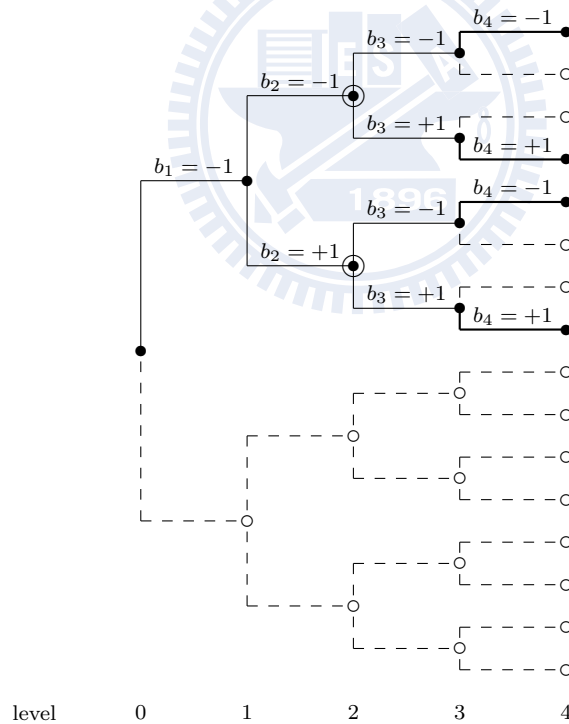 b₄ = −1
b₃ = −1
b₂ = −1
b₃ = +1
b₄ = +1
b₁ = −1
b₄ = −1
b₃ = −1
1896
b₂ = +1
b₃ = +1
b₄ = +1
level 0 1 2 3 4